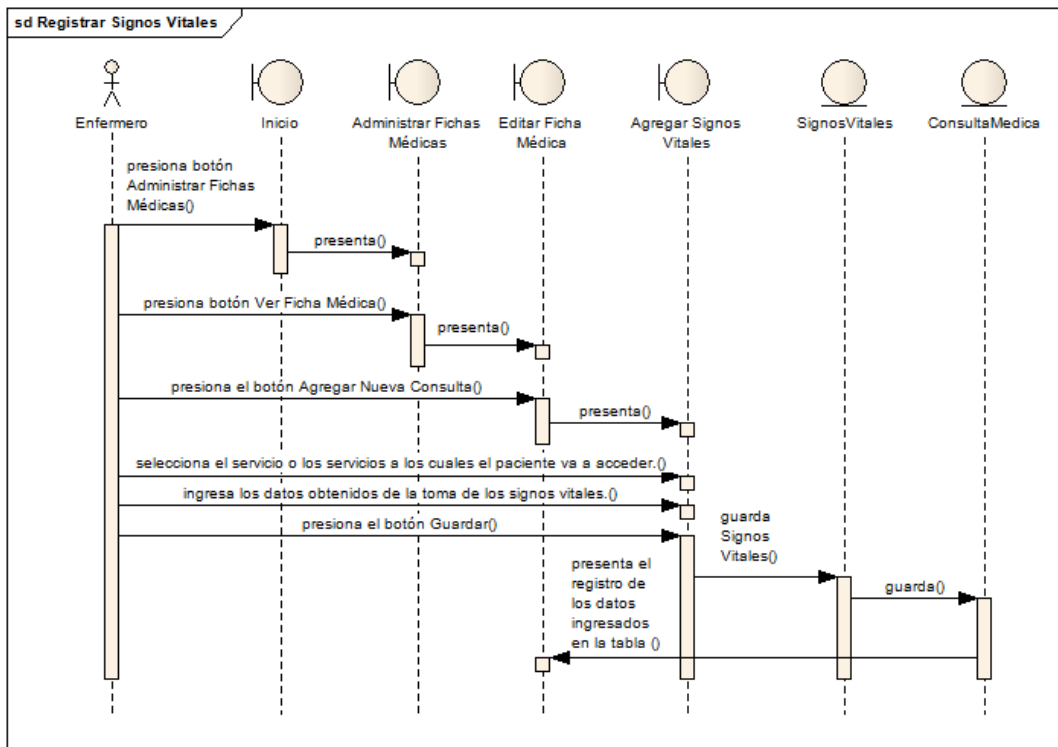 sd Registrar Signos Vitales
Enfermero
Inicio
Administrar Fichas
Médicas
Editar Ficha
Médica
Agregar Signos
Vitales
SignosVitales
ConsultaMedica
presiona botón
Administrar Fichas
Médicas()
presenta()
presiona botón Ver Ficha Médica()
presenta()
presiona el botón Agregar Nueva Consulta()
presenta()
selecciona el servicio o los servicios a los cuales el paciente va a acceder.()
ingresa los datos obtenidos de la toma de los signos vitales.()
presiona el botón Guardar()
guarda
Signos
Vitales()
guarda()
presenta el
registro de
los datos
ingresados
en la tabla ()